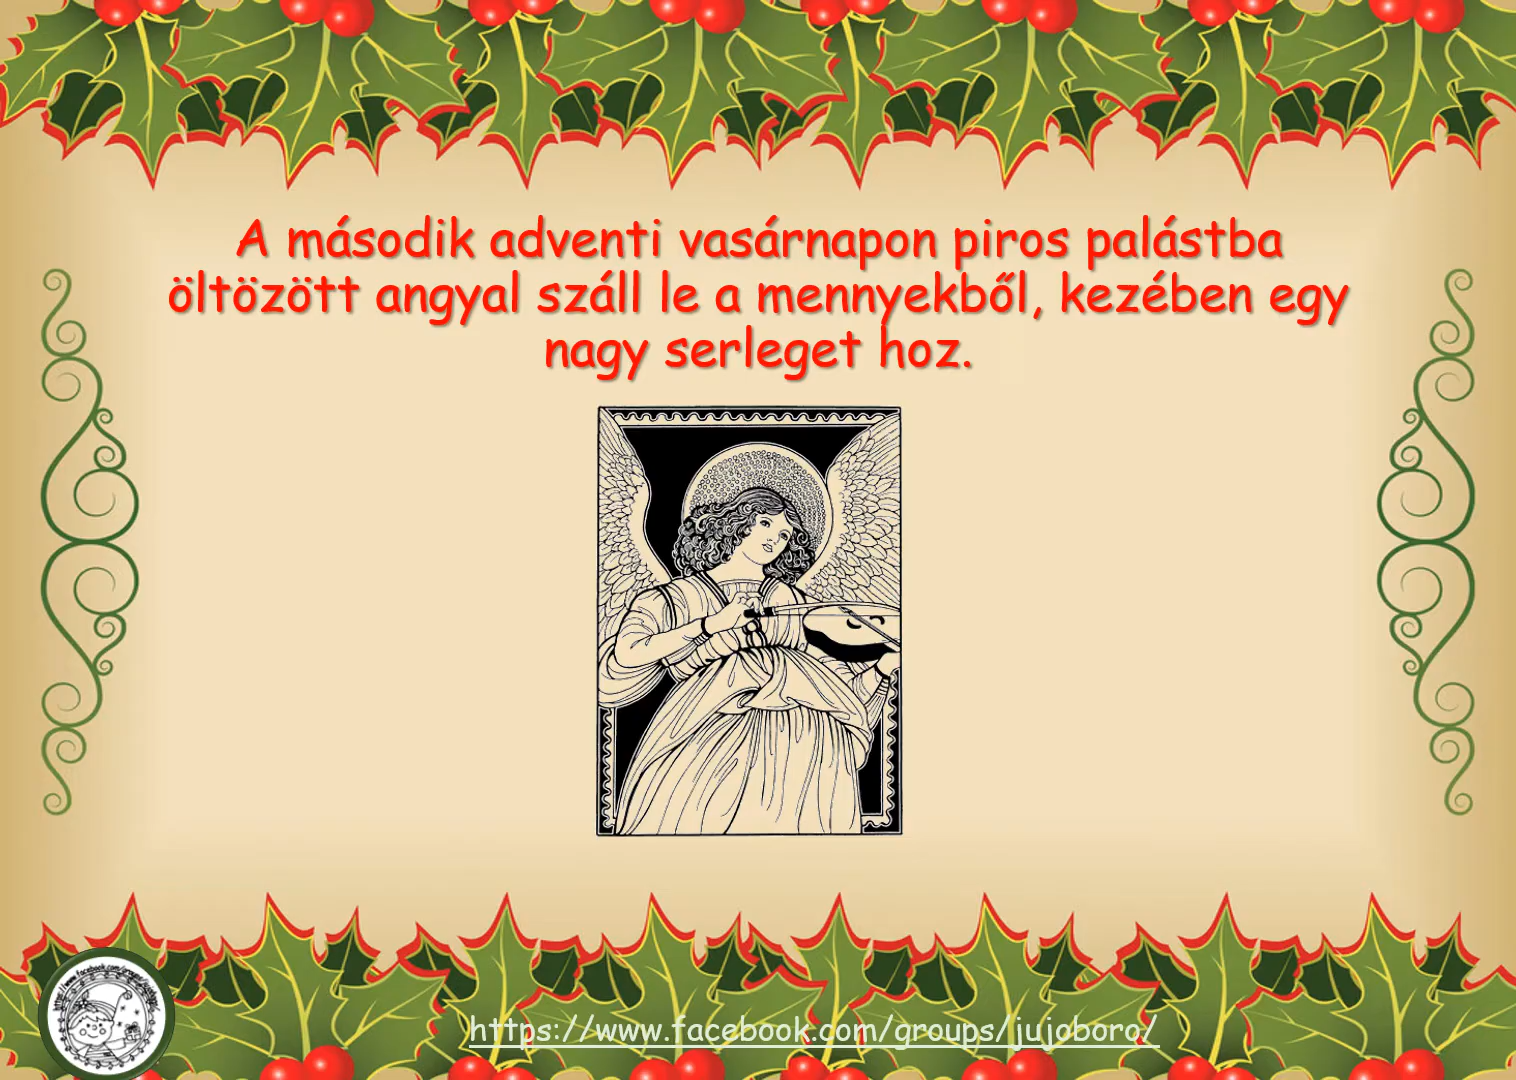 A második adventi vasárnapon piros palástba
öltözött angyal száll le a mennyekből, kezében egy
nagy serleget hoz.
https://www.facebook.com/groups/jujoboro/